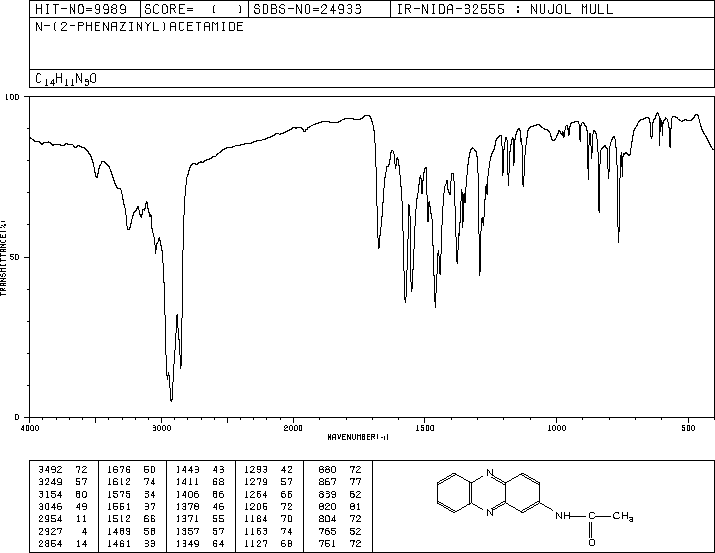 HIT-NO=9989 SCORE= ( ) SDBS-NO=24933 IR-NIDA-32555 : NUJOL MULL
N-(2-PHENAZINYL)ACETAMIDE
C14H11N3O
100
50
0
TRANSMITTANCE(%)
4000 3000 2000 1500 1000 500
WAVENUMBER(-1)
3492 72 1676 50 1443 43 1293 42 880 72
3249 57 1612 74 1411 68 1279 57 867 77
3154 60 1575 34 1406 66 1264 66 839 62
3046 49 1551 37 1378 46 1206 72 820 81
2954 11 1512 66 1371 55 1184 70 804 72
2927 4 1489 58 1357 57 1163 74 765 52
2854 14 1461 33 1349 64 1127 68 751 72
N
N
NH C CH3
O